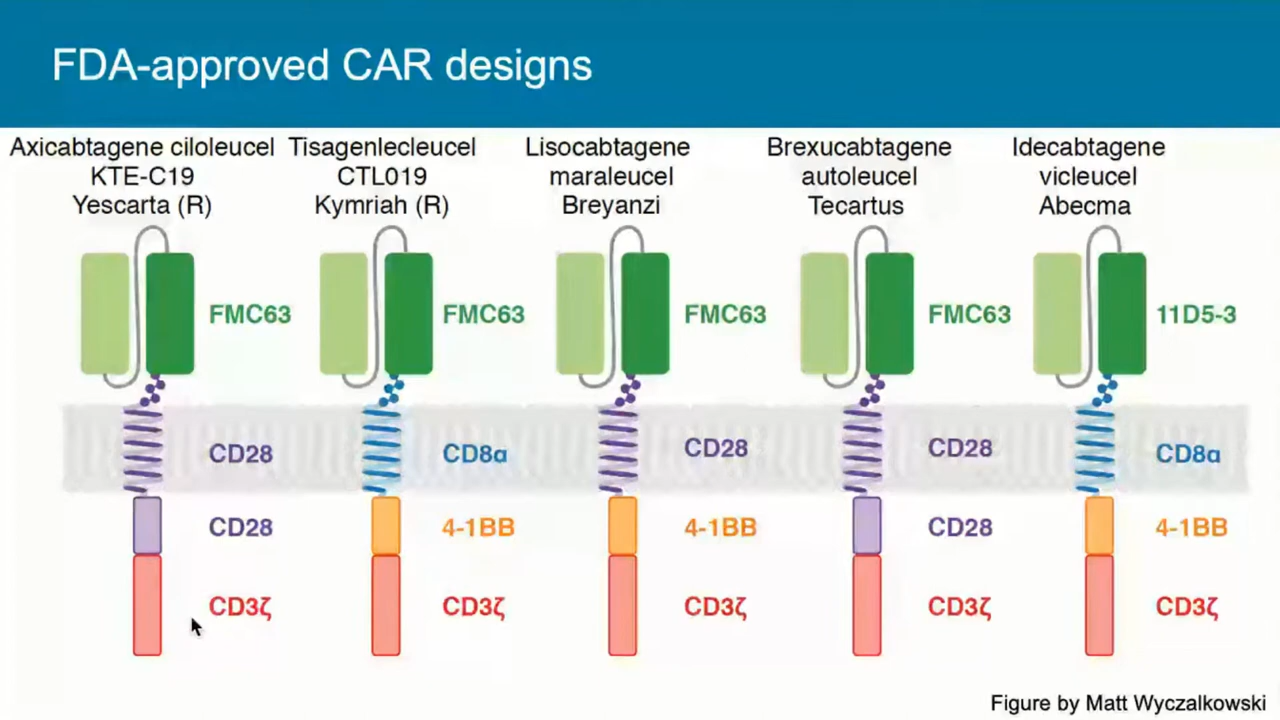 FDA-approved CAR designs
Axicabtagene ciloleucel
KTE-C19
Yescarta (R)
Tisagenlecleucel
CTL019
Kymriah (R)
Lisocabtagene
maraleucel
Breyanzi
Brexucabtagene
autoleucel
Tecartus
Idecabtagene
vicleucel
Abecma
FMC63
FMC63
FMC63
FMC63
11D5-3
CD28
CD8α
CD28
CD28
CD8α
CD28
4-1BB
4-1BB
CD28
4-1BB
CD3ζ
CD3ζ
CD3ζ
CD3ζ
CD3ζ
Figure by Matt Wyczalkowski